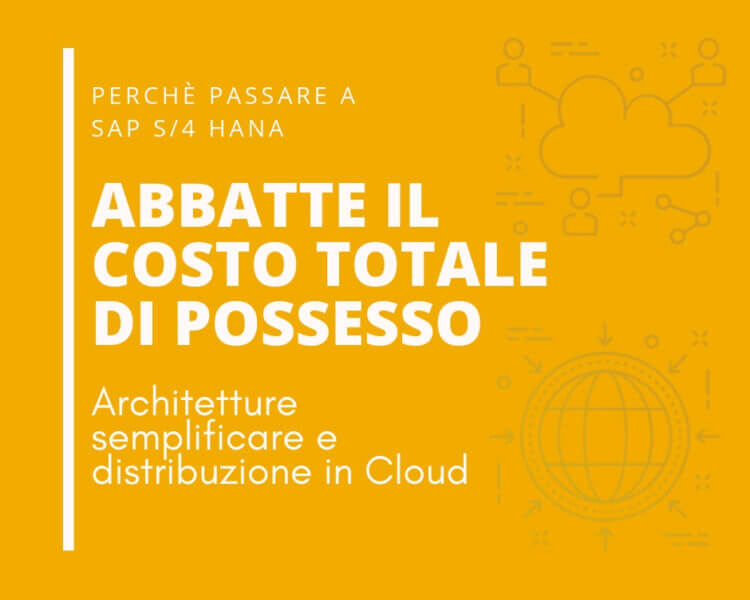 PERCHÈ PASSARE A
SAP S/4 HANA
ABBATTE IL
COSTO TOTALE
DI POSSESSO
Architetture
semplificare e
distribuzione in Cloud